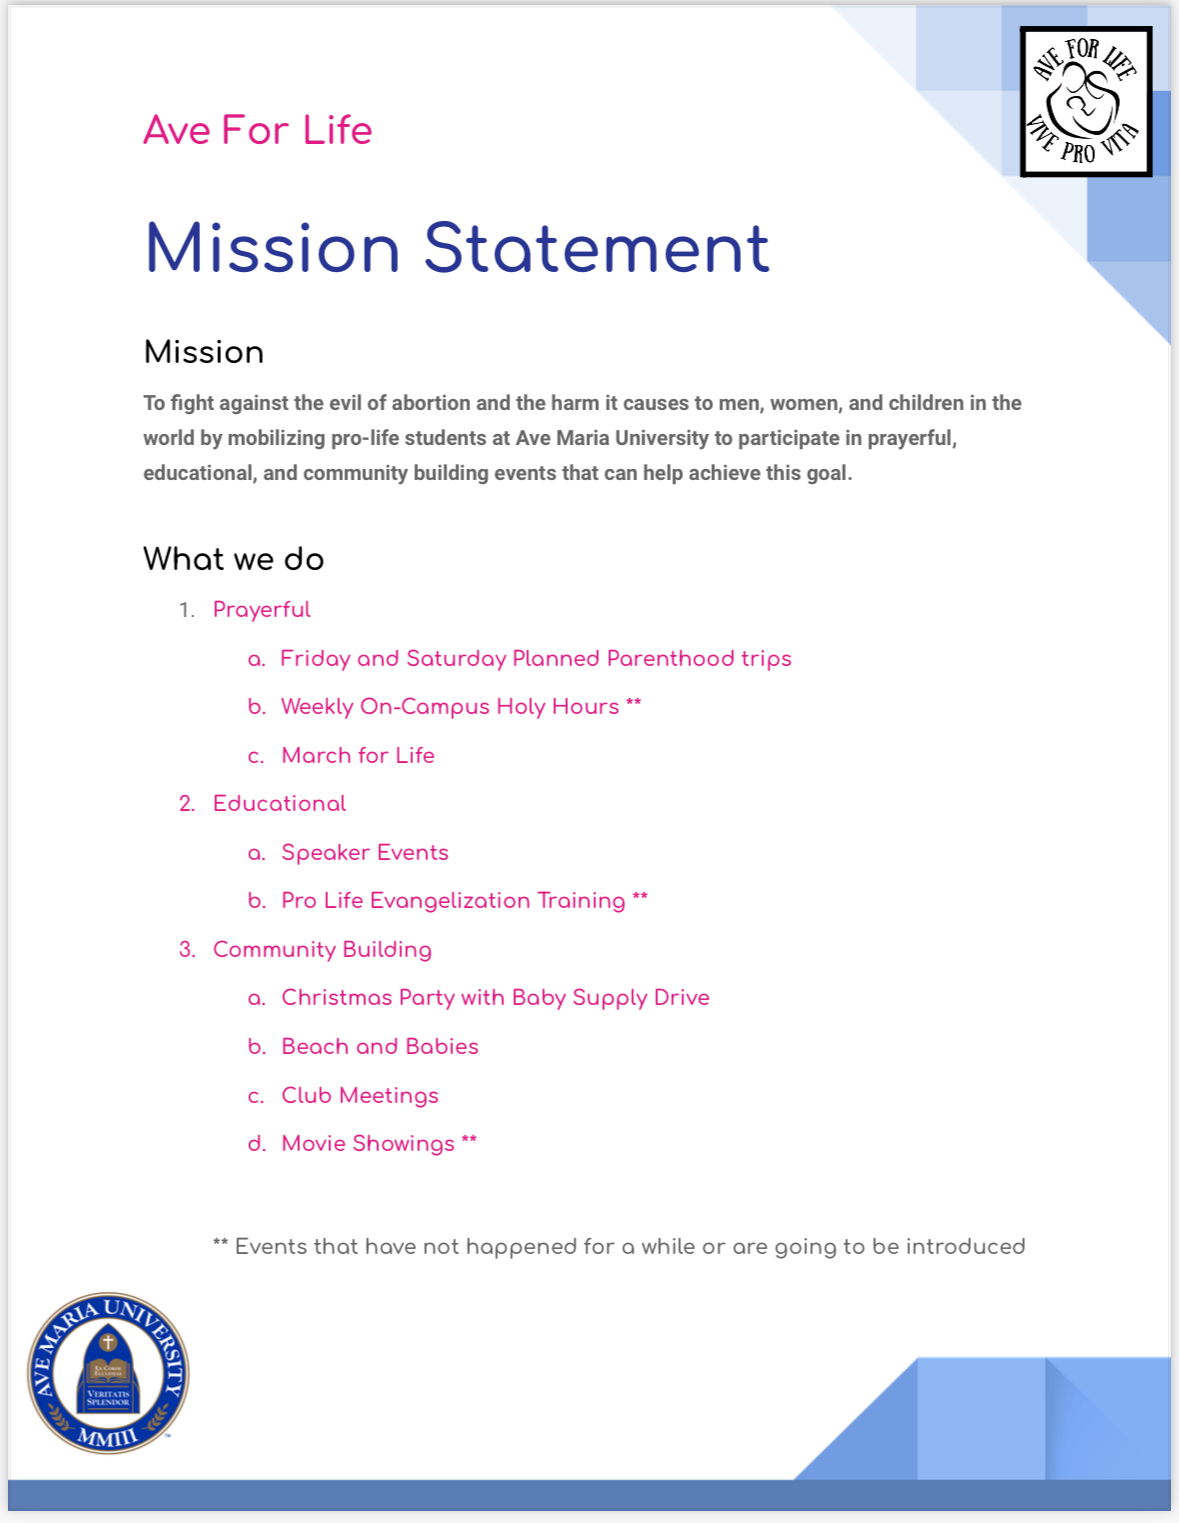 AVE FOR LIFE
VIVE PRO VITA
Ave For Life
Mission Statement
Mission
To fight against the evil of abortion and the harm it causes to men, women, and children in the
world by mobilizing pro-life students at Ave Maria University to participate in prayerful,
educational, and community building events that can help achieve this goal.
What we do
1. Prayerful
a. Friday and Saturday Planned Parenthood trips
b. Weekly On-Campus Holy Hours **
c. March for Life
2. Educational
a. Speaker Events
b. Pro Life Evangelization Training **
3. Community Building
a. Christmas Party with Baby Supply Drive
b. Beach and Babies
c. Club Meetings
d. Movie Showings **
** Events that have not happened for a while or are going to be introduced
AVE MARIA UNIVERSITY
EX CORDE
ECCLESIAE
VERITATIS
SPLENDOR
MMIII
™